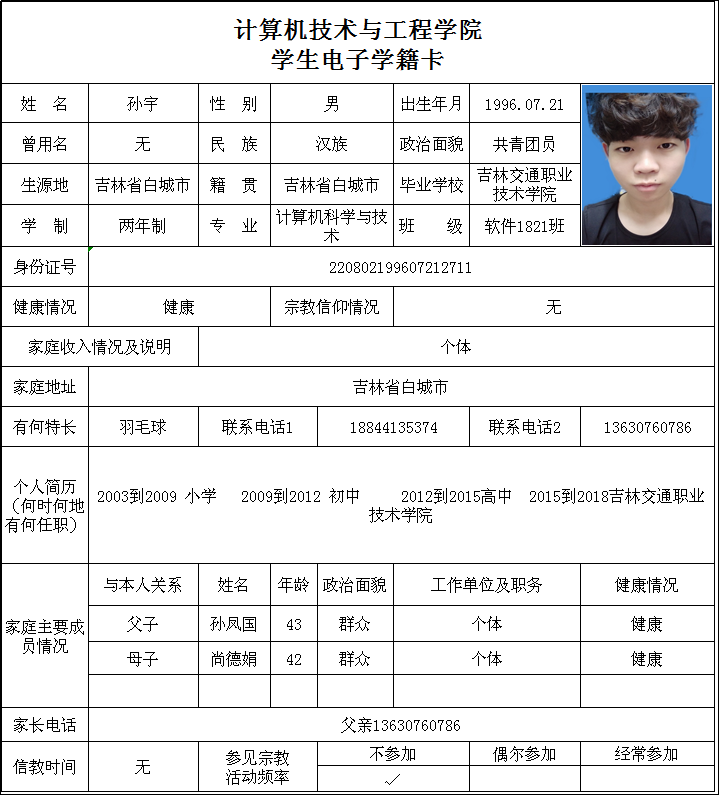 计算机技术与工程学院
学生电子学籍卡
姓 名 孙宇 性 别 男 出生年月 1996.07.21
曾用名 无 民 族 汉族 政治面貌 共青团员
生源地 吉林省白城市 籍 贯 吉林省白城市 毕业学校 吉林交通职业
技术学院
学 制 两年制 专 业 计算机科学与技
术 班 级 软件1821班
身份证号 220802199607212711
健康情况 健康 宗教信仰情况 无
家庭收入情况及说明 个体
家庭地址 吉林省白城市
有何特长 羽毛球 联系电话1 18844135374 联系电话2 13630760786
个人简历
（何时何地
有何任职）
2003到2009 小学 2009到2012 初中 2012到2015高中 2015到2018吉林交通职业
技术学院
家庭主要成
员情况
与本人关系 姓名 年龄 政治面貌 工作单位及职务 健康情况
父子 孙凤国 43 群众 个体 健康
母子 尚德娟 42 群众 个体 健康
家长电话 父亲13630760786
信教时间 无 参见宗教
活动频率
不参加 偶尔参加 经常参加
✓